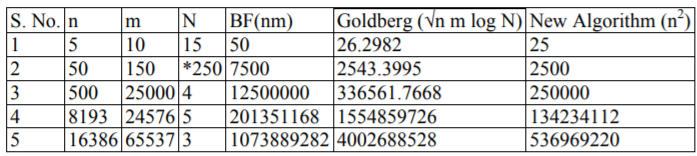 S. No. n m N BF(nm) Goldberg (√n m log N) New Algorithm (n²)
1 5 10 15 50 26.2982 25
2 50 150 *250 7500 2543.3995 2500
3 500 25000 4 12500000 336561.7668 250000
4 8193 24576 5 201351168 1554859726 134234112
5 16386 65537 3 1073889282 4002688528 536969220